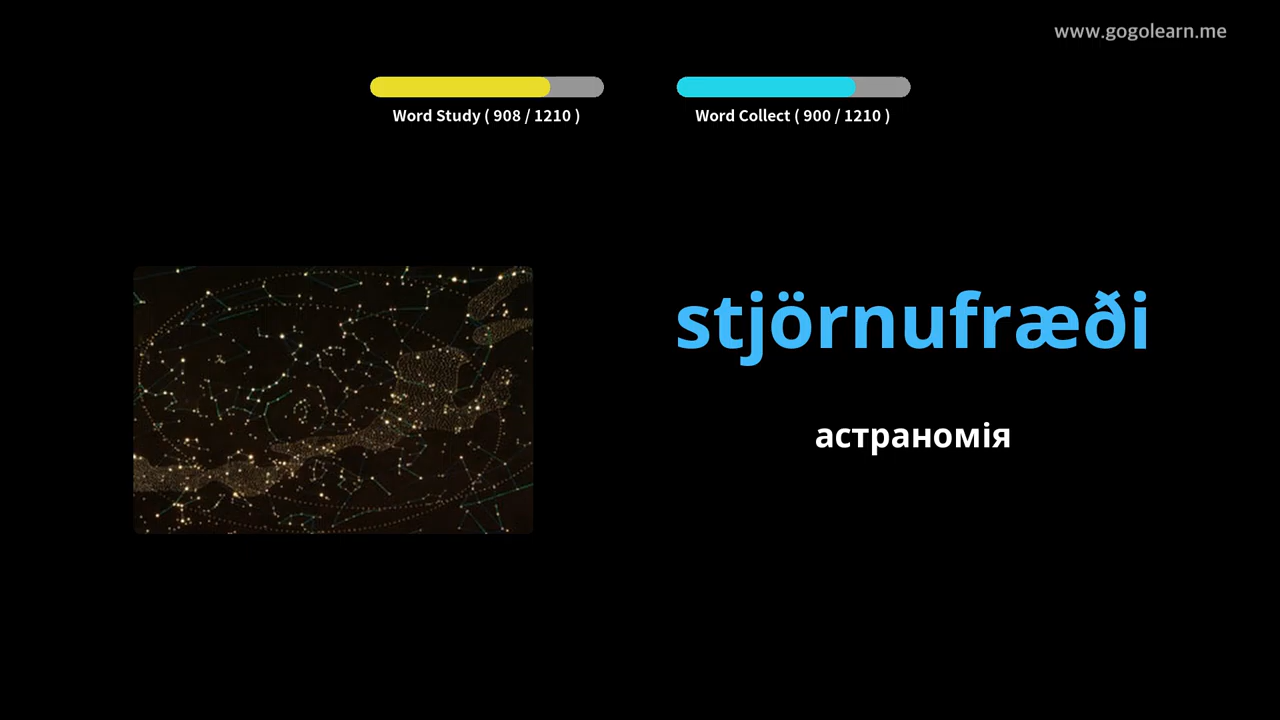 www.gogolearn.me
Word Study ( 908 / 1210 )
Word Collect ( 900 / 1210 )
stjörnufræði
астраномія